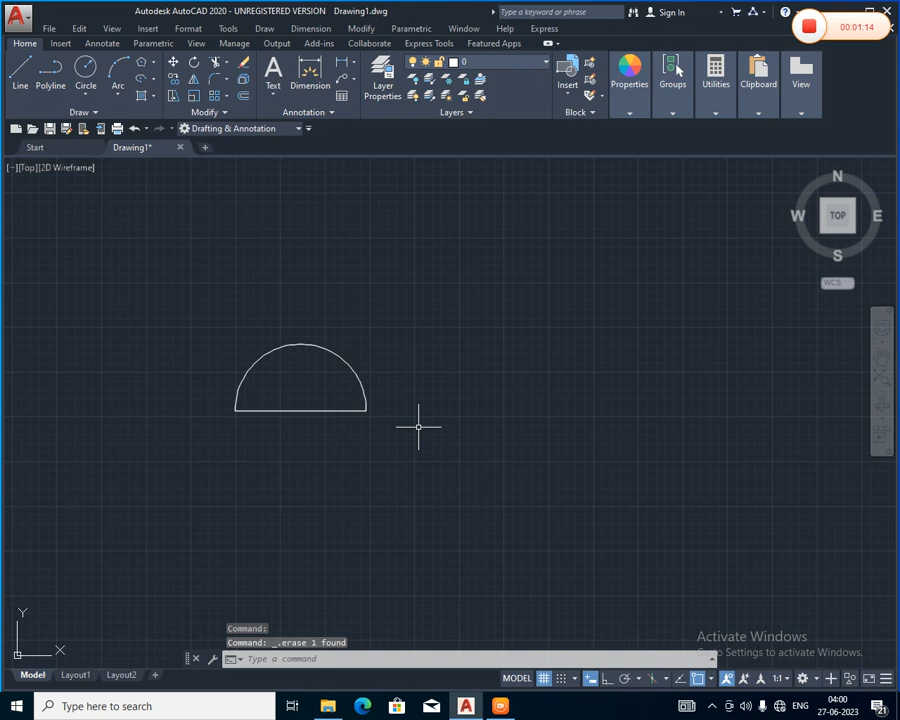 Autodesk AutoCAD 2020 - UNREGISTERED VERSION Drawing1.dwg
Type a keyword or phrase
Sign In
00:01:14
File Edit View Insert Format Tools Draw Dimension Modify Parametric Window Help Express
Home Insert Annotate Parametric View Manage Output Add-ins Collaborate Express Tools Featured Apps
0
Line Polyline Circle Arc Text Dimension Layer Properties Insert Properties Groups Utilities Clipboard View
Draw Modify Annotation Layers Block
Drafting & Annotation
Start Drawing1*
[−][Top][2D Wireframe]
N
W TOP E
S
WCS
Y
X
Command:
Command: _.erase 1 found
Type a command
Activate Windows
Go to Settings to activate Windows.
Model Layout1 Layout2
MODEL 1:1
Type here to search
ENG
04:00
27-06-2023
21